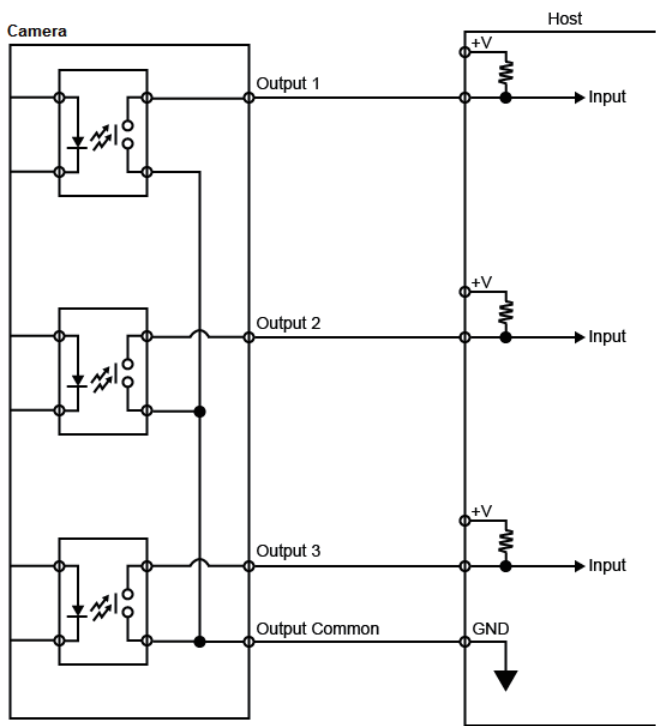 Camera
Host
+V
Output 1
Input
+V
Output 2
Input
+V
Output 3
Input
Output Common
GND